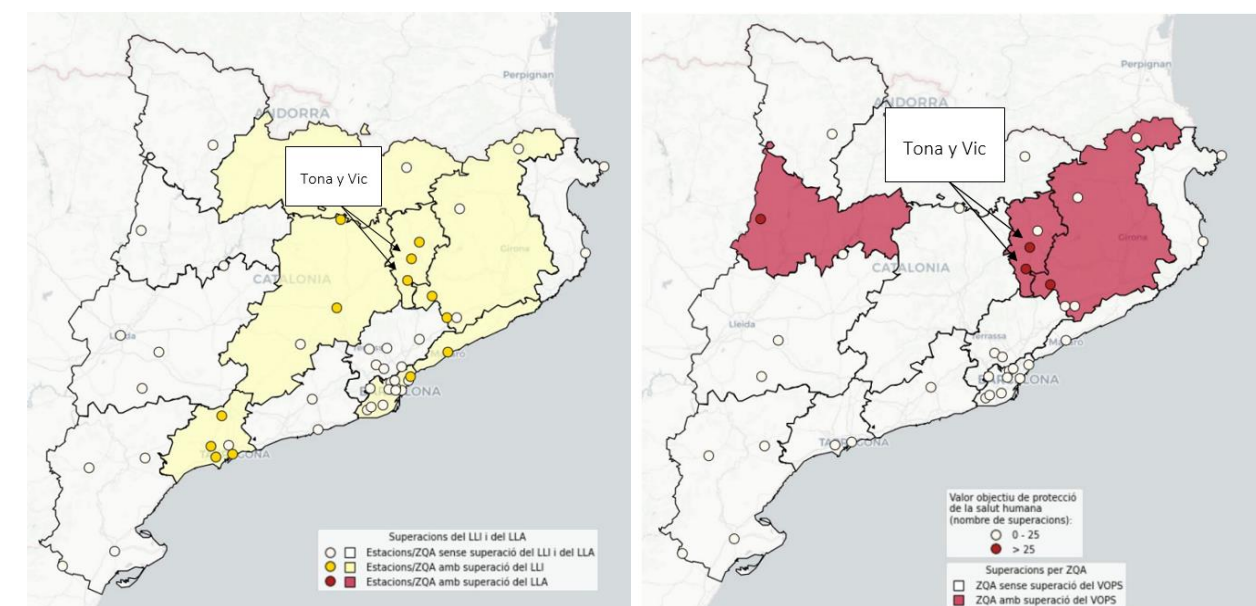 Perpignan
ANDORRA
Tona y Vic
Girona
CATALONIA
Lleida
Terrassa
Mataró
BARCELONA
TARRAGONA
Superacions del LLI i del LLA
Estacions/ZQA sense superació del LLI i del LLA
Estacions/ZQA amb superació del LLI
Estacions/ZQA amb superació del LLA
Perpignan
ANDORRA
Tona y Vic
Girona
CATALONIA
Lleida
Terrassa
Mataró
BARCELONA
TARRAGONA
Valor objectiu de protecció
de la salut humana
(nombre de superacions):
0 - 25
> 25
Superacions per ZQA
ZQA sense superació del VOPS
ZQA amb superació del VOPS